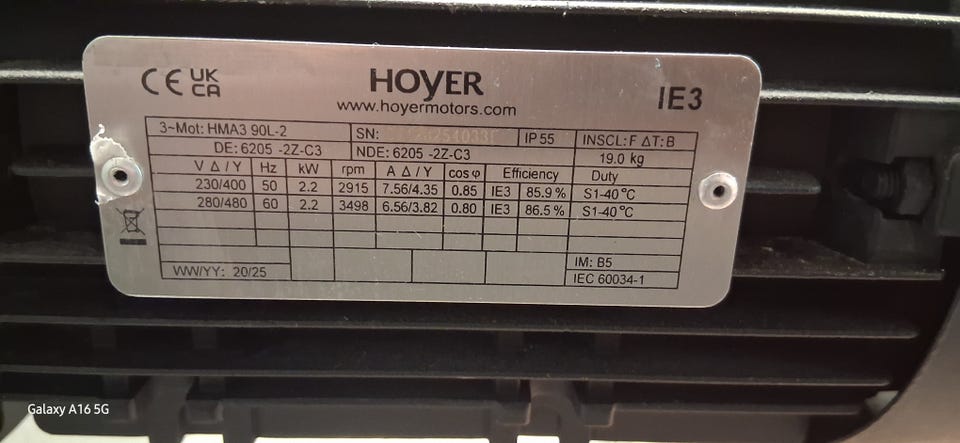 CE UK CA
HOYER
www.hoyermotors.com
IE3
3~Mot: HMA3 90L-2 SN: IP 55 INSCL: F ΔT: B
DE: 6205 -2Z-C3 NDE: 6205 -2Z-C3 19.0 kg
V Δ / Y Hz kW rpm A Δ / Y cos φ Efficiency Duty
230/400 50 2.2 2915 7.56/4.35 0.85 IE3 85.9 % S1-40°C
280/480 60 2.2 3498 6.56/3.82 0.80 IE3 86.5 % S1-40°C
IM: B5
WW/YY: 20/25 IEC 60034-1
Galaxy A16 5G